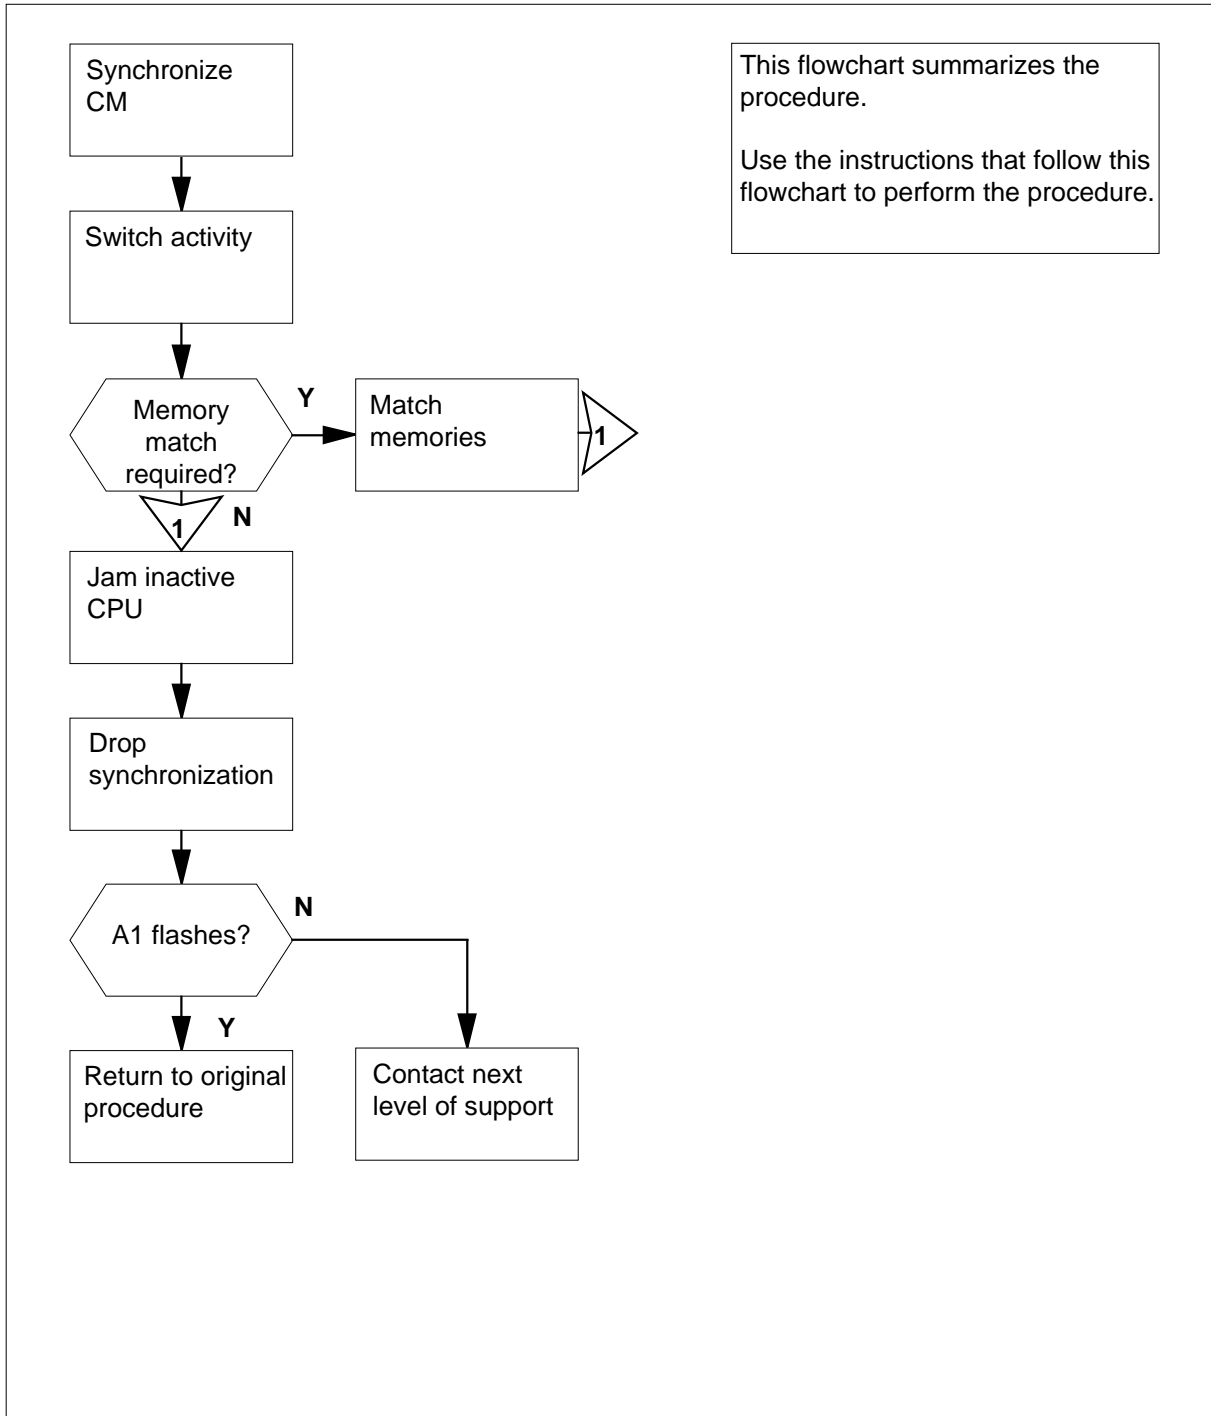 Synchronize
CM
This flowchart summarizes the
procedure.
Use the instructions that follow this
flowchart to perform the procedure.
Switch activity
Memory
match
required?
Y
Match
memories
1
1
N
Jam inactive
CPU
Drop
synchronization
A1 flashes?
N
Y
Return to original
procedure
Contact next
level of support